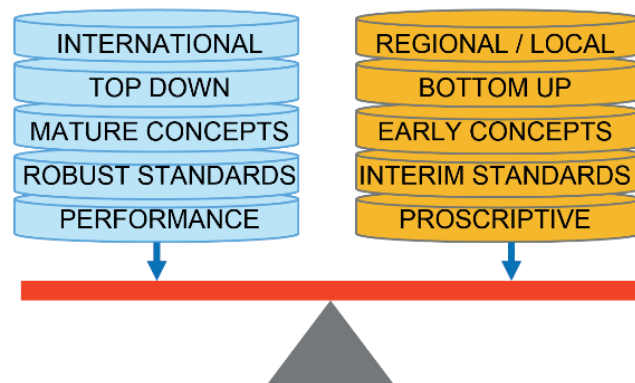 INTERNATIONAL
TOP DOWN
MATURE CONCEPTS
ROBUST STANDARDS
PERFORMANCE
REGIONAL / LOCAL
BOTTOM UP
EARLY CONCEPTS
INTERIM STANDARDS
PROSCRIPTIVE